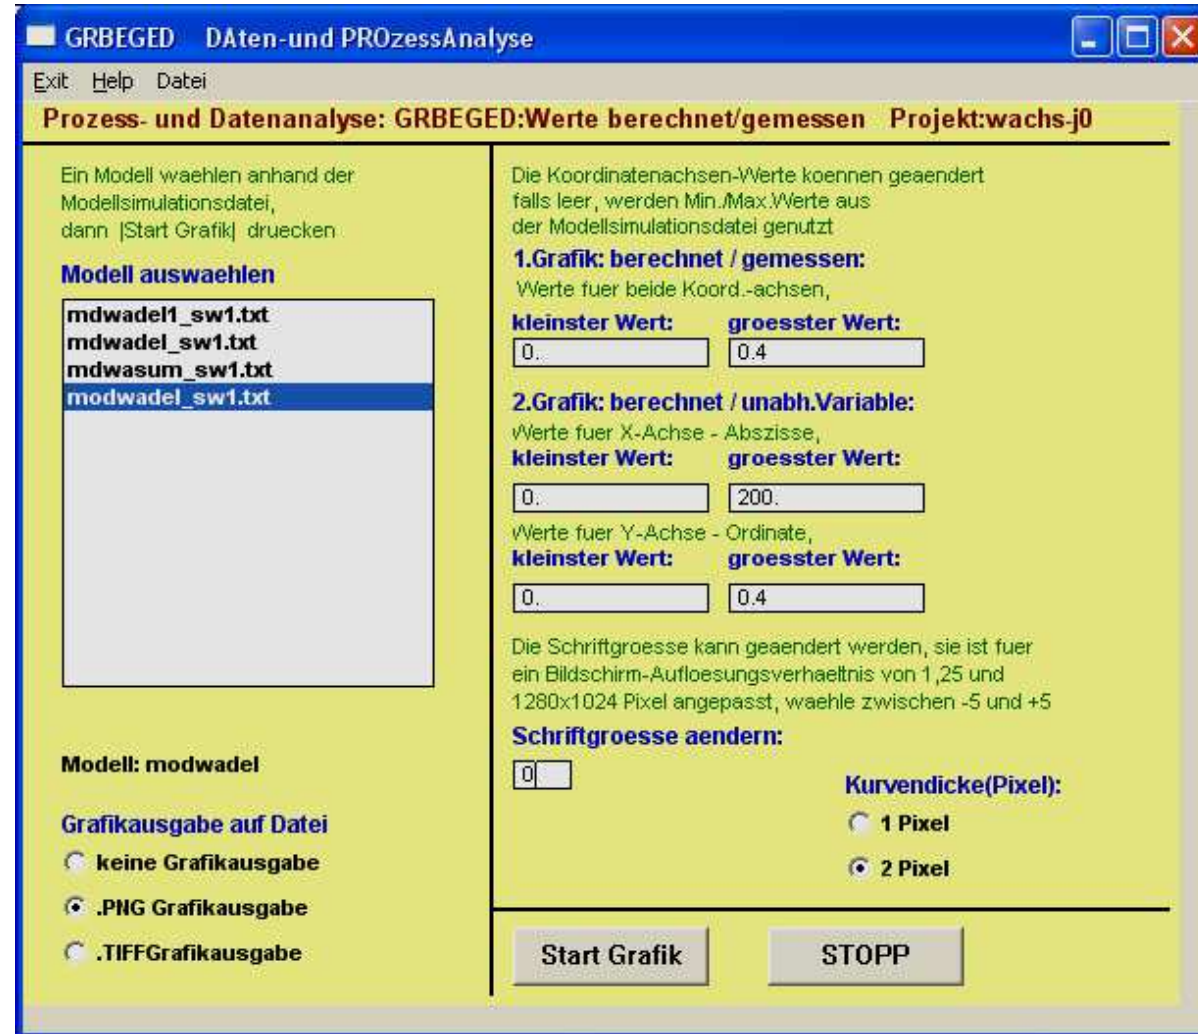 GRBEGED DAten-und PROzessAnalyse
Exit Help Datei
Prozess- und Datenanalyse: GRBEGED:Werte berechnet/gemessen Projekt:wachs-j0
Ein Modell waehlen anhand der
Modellsimulationsdatei,
dann |Start Grafik| druecken
Modell auswaehlen
mdwadel1_sw1.txt
mdwadel_sw1.txt
mdwasum_sw1.txt
modwadel_sw1.txt
Modell: modwadel
Grafikausgabe auf Datei
keine Grafikausgabe
.PNG Grafikausgabe
.TIFFGrafikausgabe
Die Koordinatenachsen-Werte koennen geaendert
falls leer, werden Min./Max.Werte aus
der Modellsimulationsdatei genutzt
1.Grafik: berechnet / gemessen:
Werte fuer beide Koord.-achsen,
kleinster Wert: groesster Wert:
0. 0.4
2.Grafik: berechnet / unabh.Variable:
Werte fuer X-Achse - Abszisse,
kleinster Wert: groesster Wert:
0. 200.
Werte fuer Y-Achse - Ordinate,
kleinster Wert: groesster Wert:
0. 0.4
Die Schriftgroesse kann geaendert werden, sie ist fuer
ein Bildschirm-Aufloesungsverhaeltnis von 1,25 und
1280x1024 Pixel angepasst, waehle zwischen -5 und +5
Schriftgroesse aendern:
0
Kurvendicke(Pixel):
1 Pixel
2 Pixel
Start Grafik STOPP